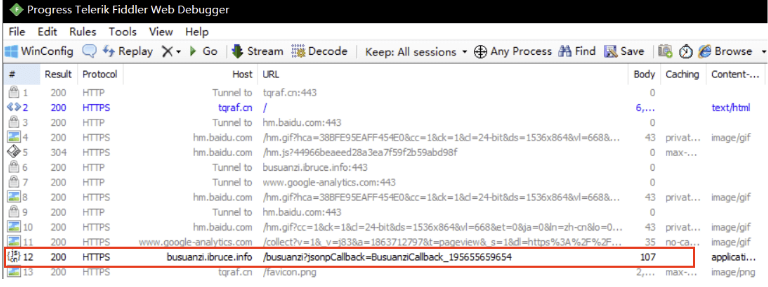 Progress Telerik Fiddler Web Debugger
File Edit Rules Tools View Help
WinConfig Replay X Go Stream Decode Keep: All sessions Any Process Find Save Browse
# Result Protocol Host URL Body Caching Content-...
1 200 HTTP Tunnel to tqraf.cn:443 0
2 200 HTTPS tqraf.cn / 6,... text/html
3 200 HTTP Tunnel to hm.baidu.com:443 0
4 200 HTTPS hm.baidu.com /hm.gif?hca=38BFE95EAFF454E0&cc=1&ck=1&cl=24-bit&ds=1536x864&vl=668&... 43 privat... image/gif
5 304 HTTPS hm.baidu.com /hm.js?44966beaeed28a3ea7f59f2b59abd98f 0 max-...
6 200 HTTP Tunnel to busuanzi.ibruce.info:443 0
7 200 HTTP Tunnel to www.google-analytics.com:443 0
8 200 HTTPS hm.baidu.com /hm.gif?hca=38BFE95EAFF454E0&cc=1&ck=1&cl=24-bit&ds=1536x864&vl=668&... 43 privat... image/gif
9 200 HTTP Tunnel to hm.baidu.com:443 0
10 200 HTTPS hm.baidu.com /hm.gif?cc=1&ck=1&cl=24-bit&ds=1536x864&vl=668&et=0&ja=0&ln=zh-cn&lo=0... 43 privat... image/gif
11 200 HTTPS www.google-analytics.com /collect?v=1&_v=j83&a=1863712797&t=pageview&_s=1&dl=https%3A%2F%2F... 35 no-ca... image/gif
12 200 HTTPS busuanzi.ibruce.info /busuanzi?jsonpCallback=BusuanziCallback_195655659654 107 applicati...
13 200 HTTPS tqraf.cn /favicon.png 2,... max-... image/png